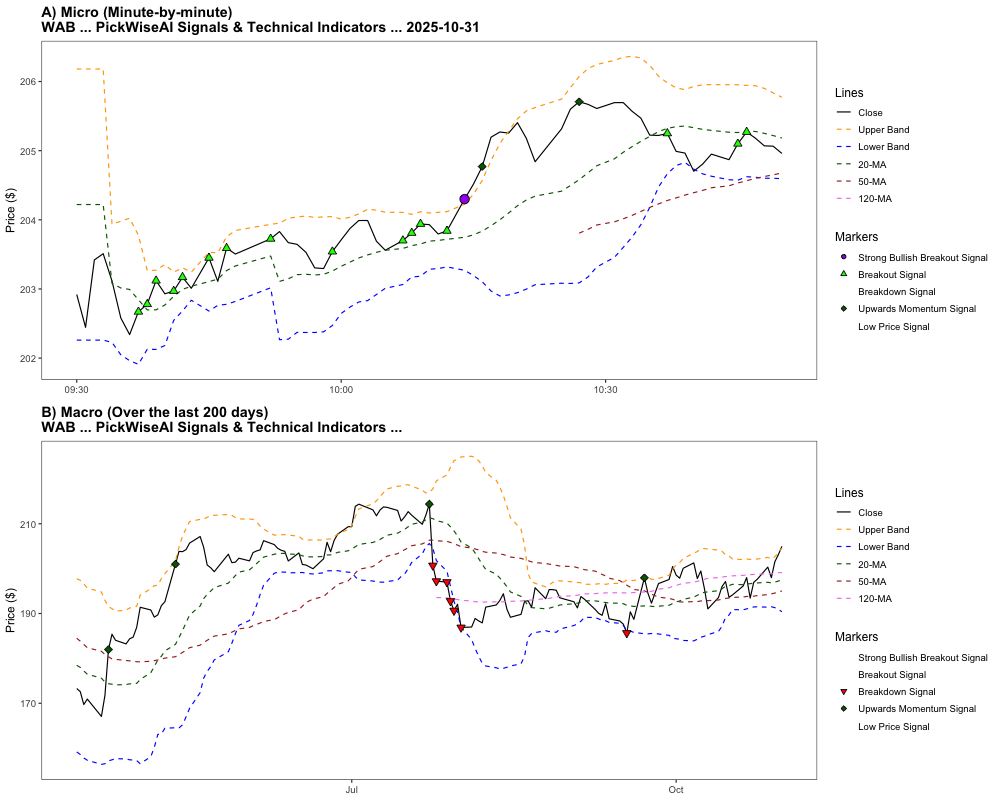 A) Micro (Minute-by-minute)
WAB ... PickWiseAI Signals & Technical Indicators ... 2025-10-31
Price ($)
206
205
204
203
202
09:30
10:00
10:30
Lines
Close
Upper Band
Lower Band
20-MA
50-MA
120-MA
Markers
Strong Bullish Breakout Signal
Breakout Signal
Breakdown Signal
Upwards Momentum Signal
Low Price Signal
B) Macro (Over the last 200 days)
WAB ... PickWiseAI Signals & Technical Indicators ...
Price ($)
210
190
170
Jul
Oct
Lines
Close
Upper Band
Lower Band
20-MA
50-MA
120-MA
Markers
Strong Bullish Breakout Signal
Breakout Signal
Breakdown Signal
Upwards Momentum Signal
Low Price Signal